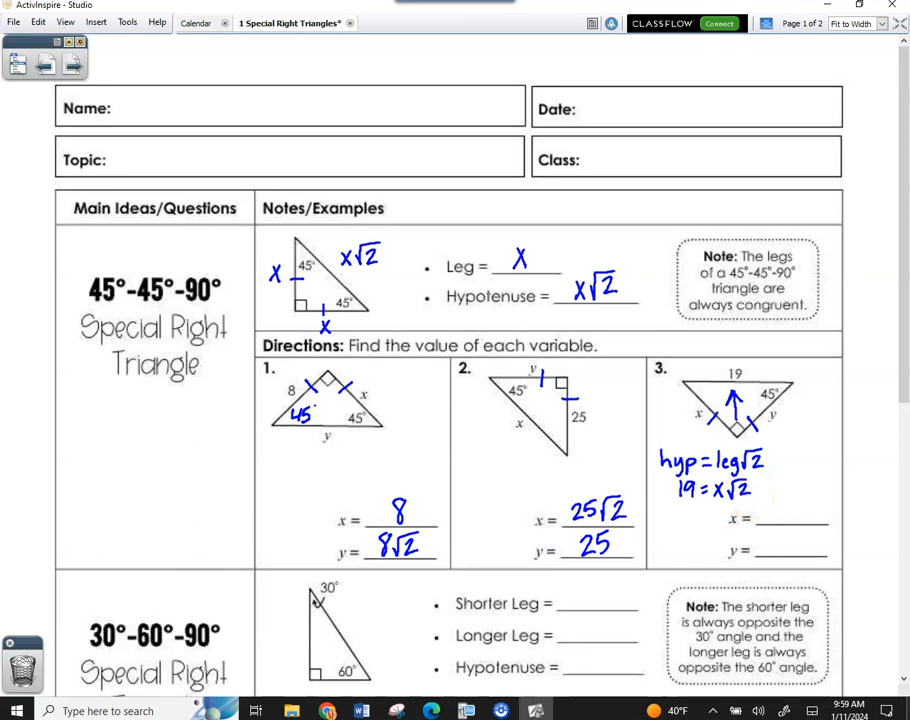 ActivInspire - Studio
File Edit View Insert Tools Help
Calendar
1 Special Right Triangles*
CLASSFLOW Connect
Page 1 of 2
Fit to Width
Name:
Date:
Topic:
Class:
Main Ideas/Questions
Notes/Examples
45°-45°-90°
Special Right
Triangle
x
45°
x√2
45°
x
• Leg = x
• Hypotenuse = x√2
Note: The legs
of a 45°-45°-90°
triangle are
always congruent.
Directions: Find the value of each variable.
1.
8
x
45°
45°
y
x = 8
y = 8√2
2.
y
45°
25
x
x = 25√2
y = 25
3.
19
45°
x
y
hyp = leg√2
19 = x√2
x =
y =
30°-60°-90°
Special Right
30°
60°
• Shorter Leg =
• Longer Leg =
• Hypotenuse =
Note: The shorter leg
is always opposite the
30° angle and the
longer leg is always
opposite the 60° angle.
Type here to search
40°F
9:59 AM
1/11/2024